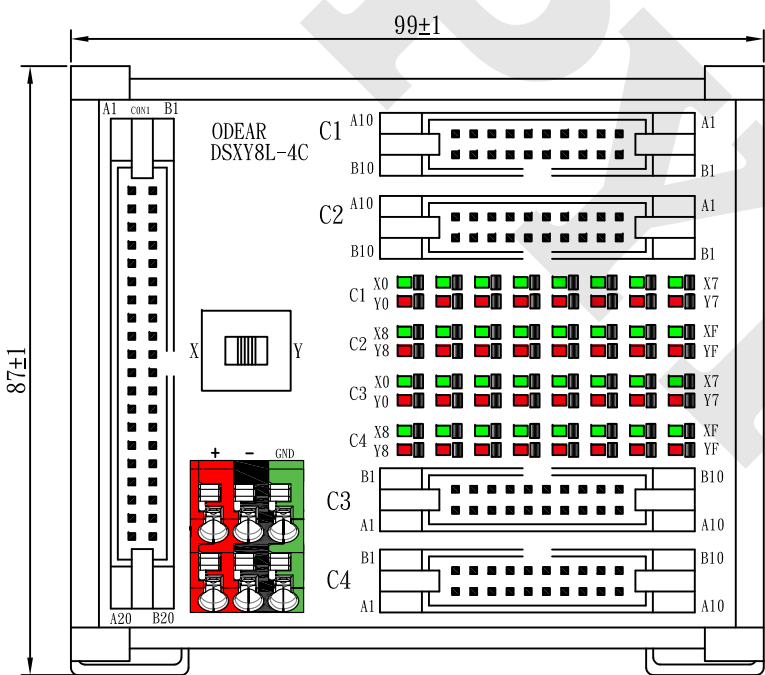 99±1
87±1
A1 CON1 B1
ODEAR
DSXY8L-4C
A20 B20
X Y
+ − GND
C1 A10 A1
B10 B1
C2 A10 A1
B10 B1
C1 X0 X7
Y0 Y7
C2 X8 XF
Y8 YF
C3 X0 X7
Y0 Y7
C4 X8 XF
Y8 YF
C3 B1 B10
A1 A10
C4 B1 B10
A1 A10